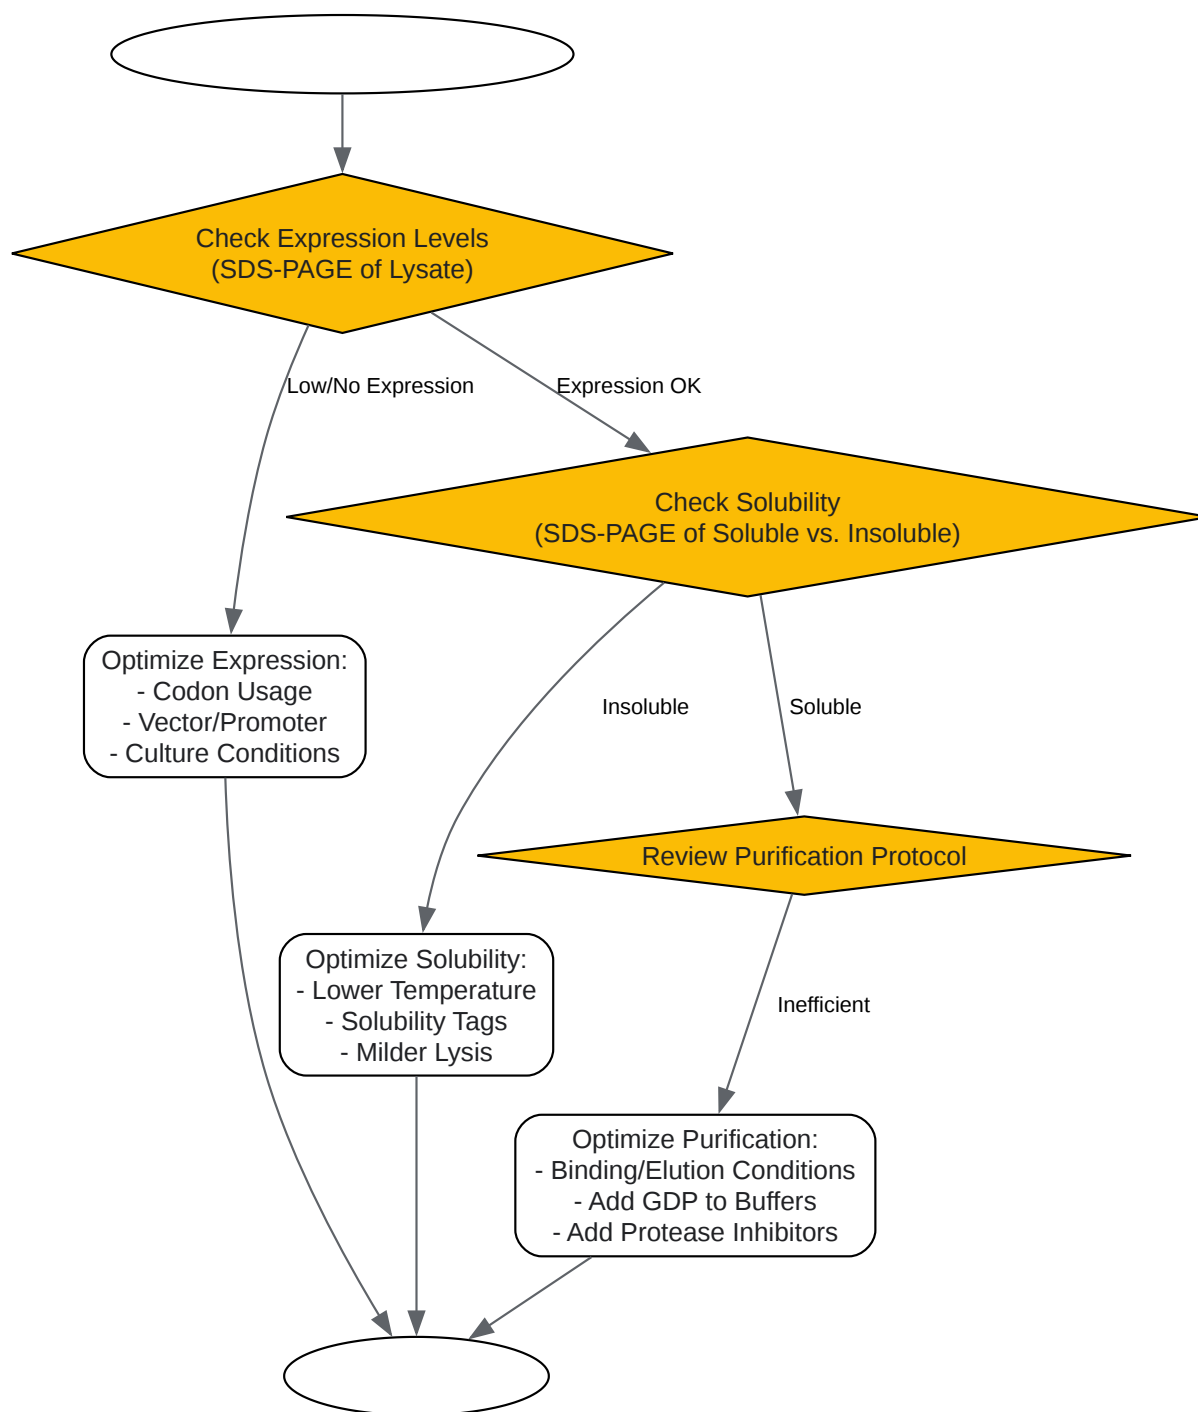 Check Expression Levels
(SDS-PAGE of Lysate)
Low/No Expression
Expression OK
Check Solubility
(SDS-PAGE of Soluble vs. Insoluble)
Optimize Expression:
- Codon Usage
- Vector/Promoter
- Culture Conditions
Insoluble
Soluble
Review Purification Protocol
Optimize Solubility:
- Lower Temperature
- Solubility Tags
- Milder Lysis
Inefficient
Optimize Purification:
- Binding/Elution Conditions
- Add GDP to Buffers
- Add Protease Inhibitors